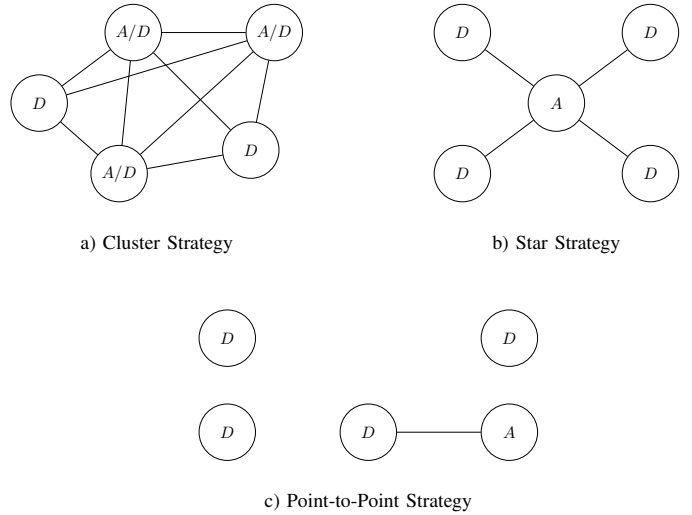 A/D A/D
D
D
A/D
D D
A
D D
a) Cluster Strategy
b) Star Strategy
D D
D D A
c) Point-to-Point Strategy